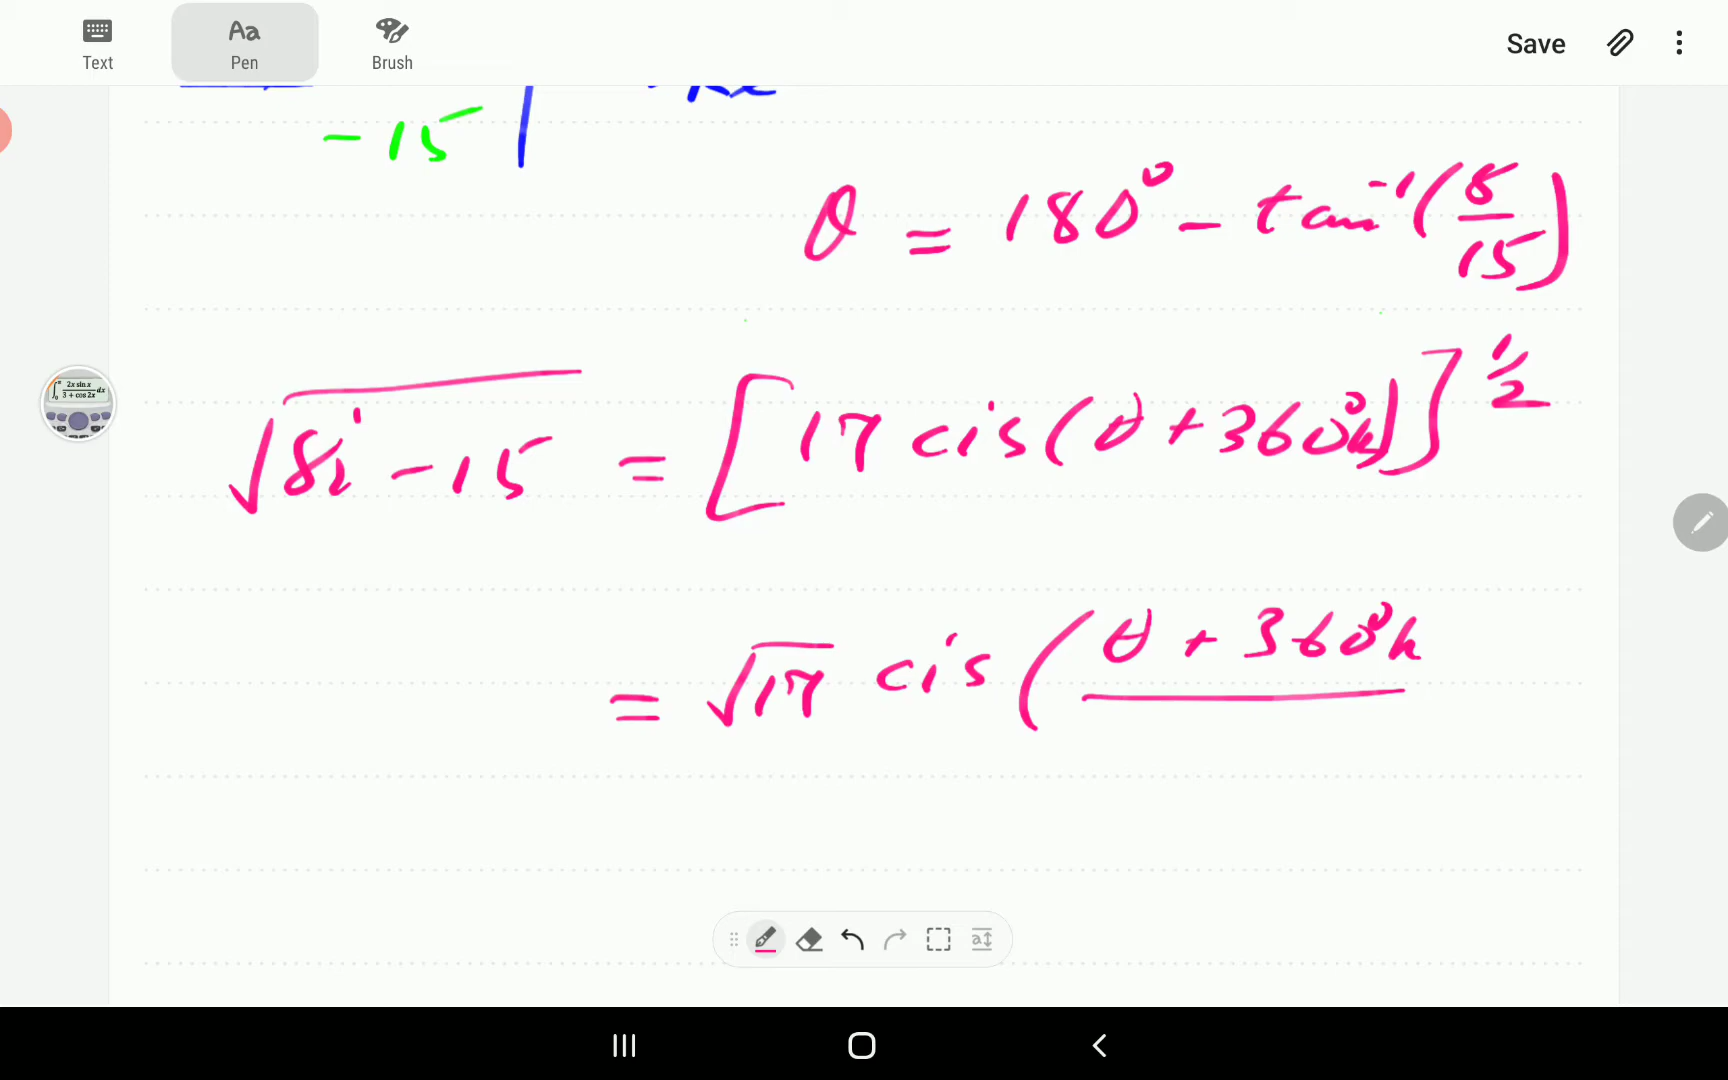 Text Pen Brush Save
-15
θ = 180° - tan⁻¹(8/15)
√(8i - 15) = [17 cis(θ + 360°k)]^(1/2)
= √17 cis(θ + 360°k